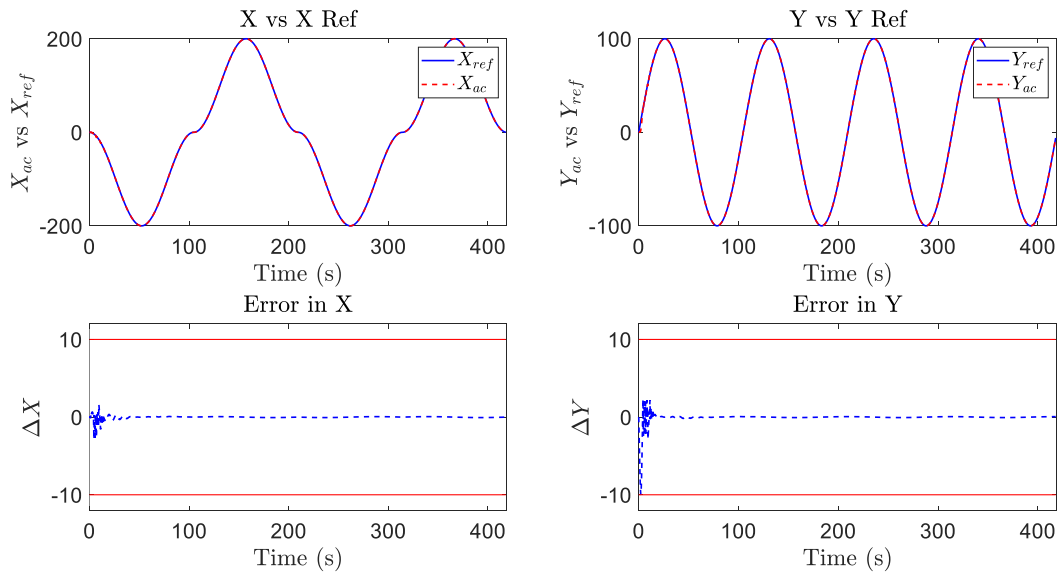 X vs X Ref
200
0
-200
X_ac vs X_ref
X_ref
X_ac
0 100 200 300 400
Time (s)
Y vs Y Ref
100
0
-100
Y_ac vs Y_ref
Y_ref
Y_ac
0 100 200 300 400
Time (s)
Error in X
10
0
-10
ΔX
0 100 200 300 400
Time (s)
Error in Y
10
0
-10
ΔY
0 100 200 300 400
Time (s)